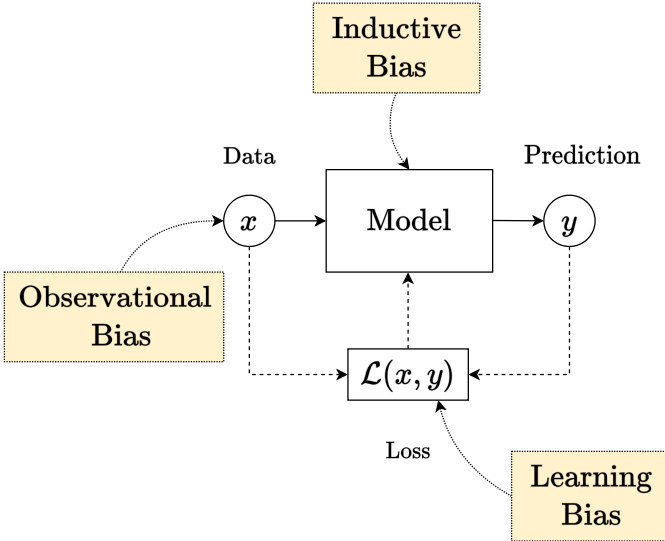 Inductive
Bias
Data
Prediction
x
Model
y
Observational
Bias
ℒ(x, y)
Loss
Learning
Bias